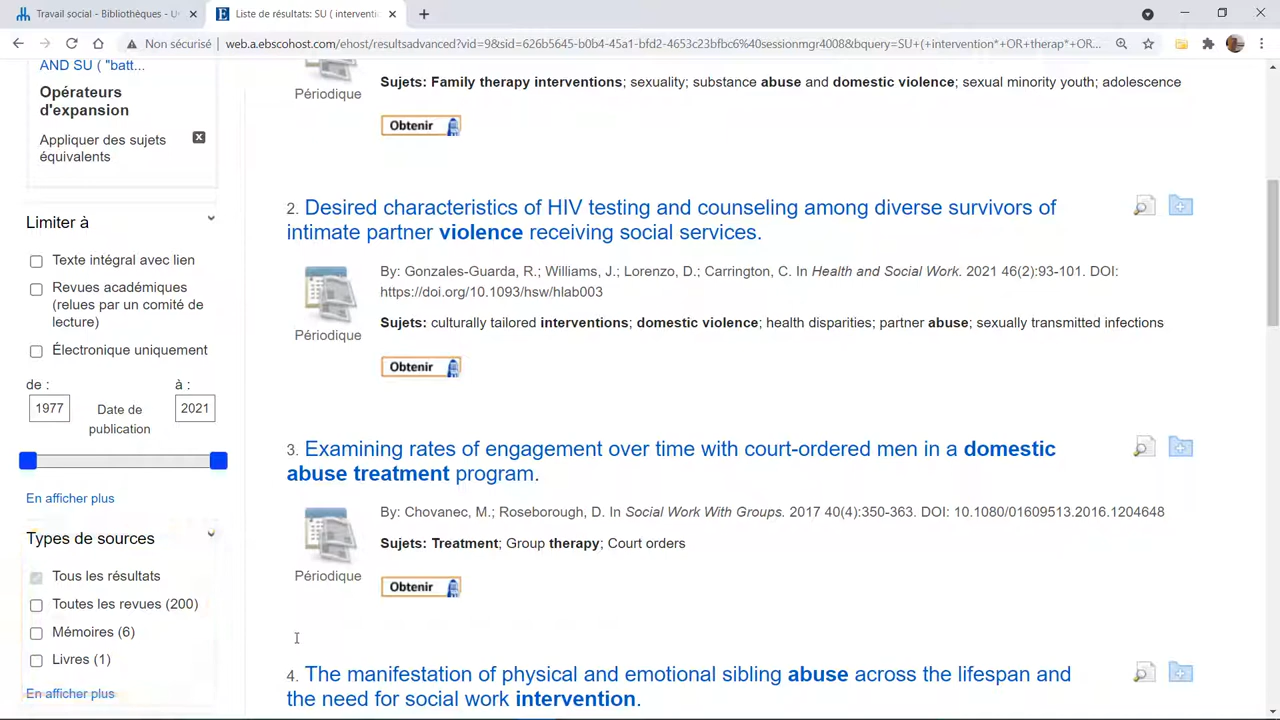 Travail social - Bibliothèques - U
Liste de résultats: SU ( interventi
Non sécurisé
web.a.ebscohost.com/ehost/resultsadvanced?vid=9&sid=626b5645-b0b4-45a1-bfd2-4653c23bfbc6%40sessionmgr4008&bquery=SU+(+intervention*+OR+therap*+OR...
AND SU ( "batt...
Opérateurs
d'expansion
Appliquer des sujets
équivalents
Limiter à
Texte intégral avec lien
Revues académiques
(relues par un comité de
lecture)
Électronique uniquement
de :
à :
1977
Date de
publication
2021
En afficher plus
Types de sources
Tous les résultats
Toutes les revues (200)
Mémoires (6)
Livres (1)
En afficher plus
Périodique
Sujets: Family therapy interventions; sexuality; substance abuse and domestic violence; sexual minority youth; adolescence
Obtenir
2. Desired characteristics of HIV testing and counseling among diverse survivors of
intimate partner violence receiving social services.
By: Gonzales-Guarda, R.; Williams, J.; Lorenzo, D.; Carrington, C. In Health and Social Work. 2021 46(2):93-101. DOI:
https://doi.org/10.1093/hsw/hlab003
Sujets: culturally tailored interventions; domestic violence; health disparities; partner abuse; sexually transmitted infections
Périodique
Obtenir
3. Examining rates of engagement over time with court-ordered men in a domestic
abuse treatment program.
By: Chovanec, M.; Roseborough, D. In Social Work With Groups. 2017 40(4):350-363. DOI: 10.1080/01609513.2016.1204648
Sujets: Treatment; Group therapy; Court orders
Périodique
Obtenir
4. The manifestation of physical and emotional sibling abuse across the lifespan and
the need for social work intervention.